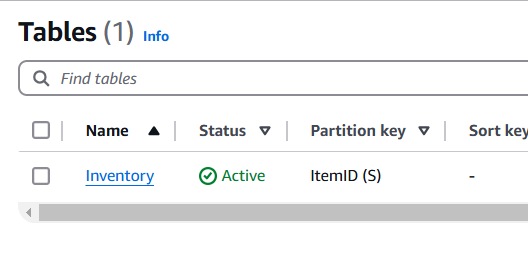 Tables (1) Info
Find tables
Name Status Partition key Sort key
Inventory Active ItemID (S) -